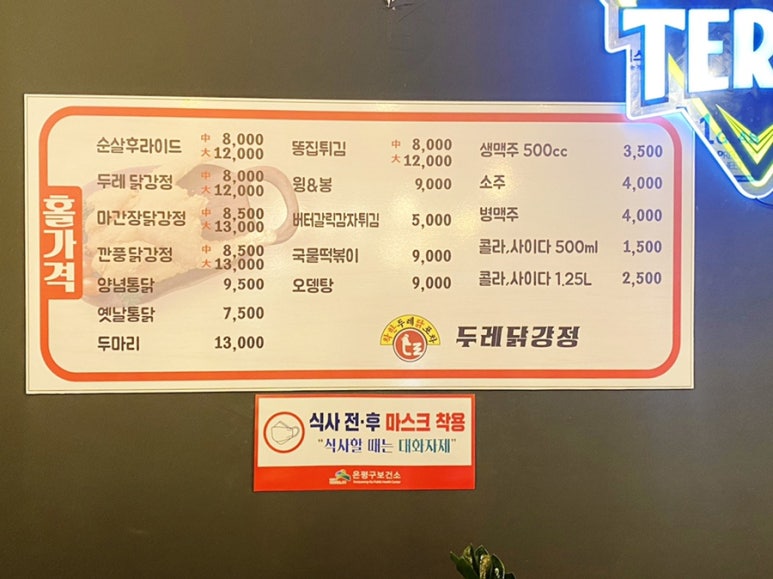 홀가격
순살후라이드 中 8,000
大 12,000
두레 닭강정 中 8,000
大 12,000
마간장닭강정 中 8,500
大 13,000
깐풍닭강정 中 8,500
大 13,000
양념통닭 9,500
옛날통닭 7,500
두마리 13,000
똥집튀김 中 8,000
大 12,000
윙&봉 9,000
버터갈릭감자튀김 5,000
국물떡볶이 9,000
오뎅탕 9,000
생맥주 500cc 3,500
소주 4,000
병맥주 4,000
콜라,사이다 500ml 1,500
콜라,사이다 1.25L 2,500
착한두레닭포차
두레닭강정
TER
식사 전·후 마스크 착용
"식사할 때는 대화자제"
은평구보건소